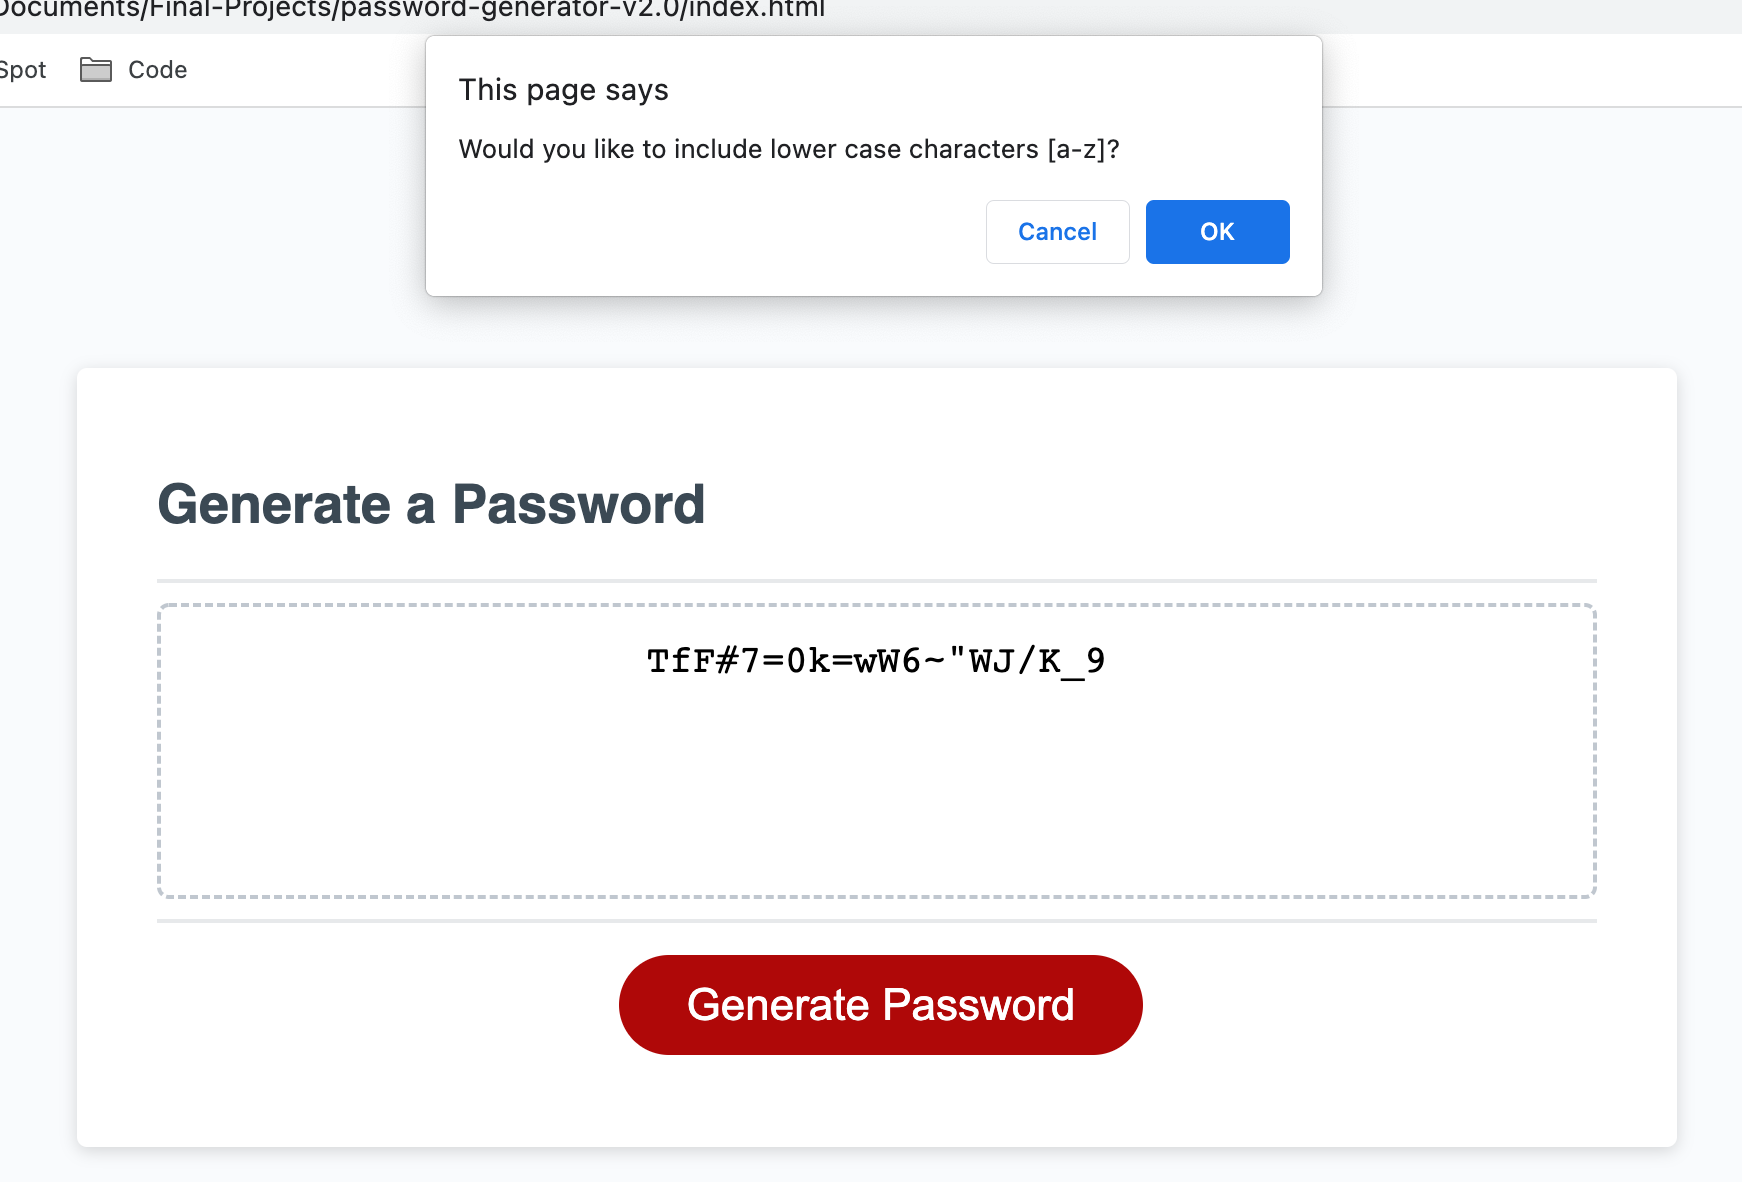 Documents/Final-Projects/password-generator-v2.0/index.html
Spot Code
This page says
Would you like to include lower case characters [a-z]?
Cancel OK
Generate a Password
TfF#7=0k=wW6~"WJ/K_9
Generate Password